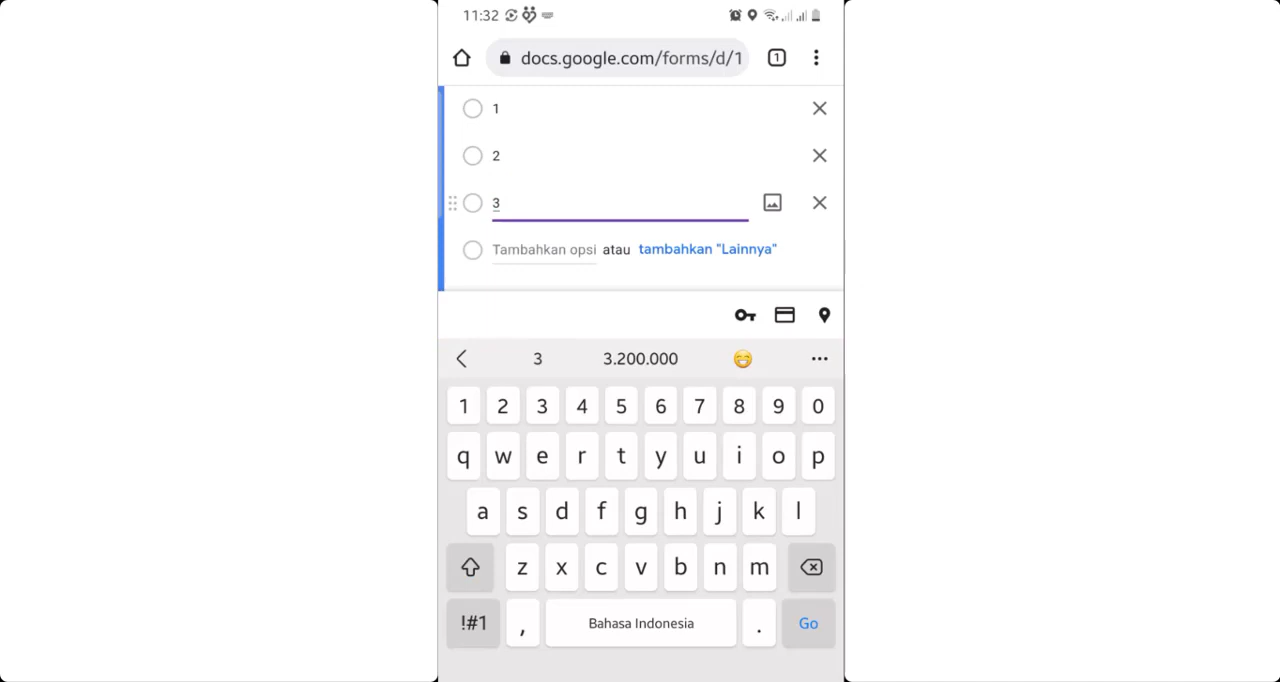 11:32
docs.google.com/forms/d/1 1
1
2
3
Tambahkan opsi atau tambahkan "Lainnya"
3 3.200.000
1 2 3 4 5 6 7 8 9 0
q w e r t y u i o p
a s d f g h j k l
z x c v b n m
!#1 , Bahasa Indonesia . Go